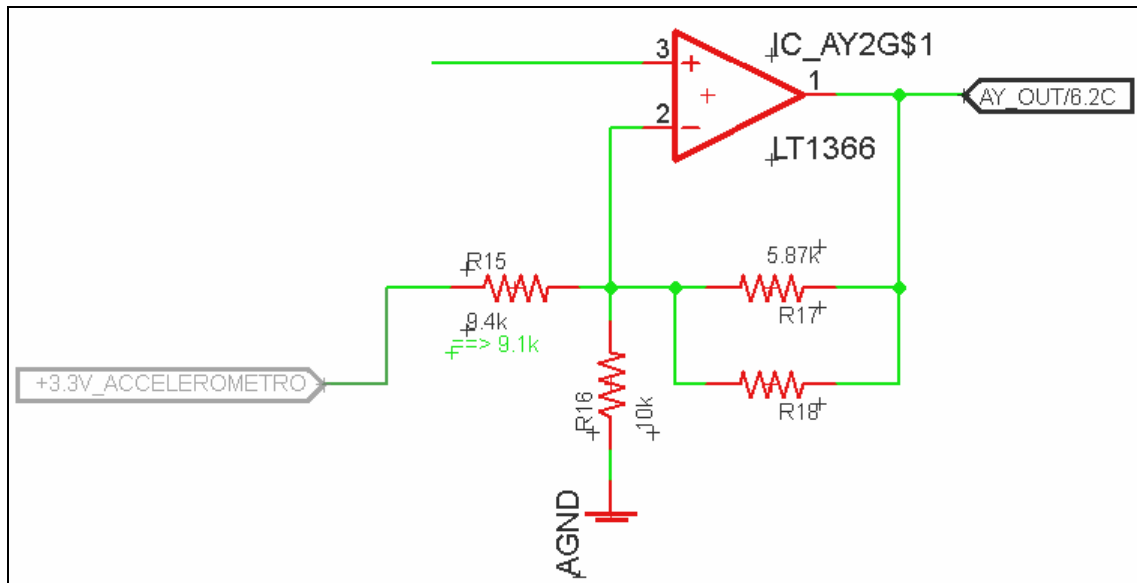 IC_AY2G$1
3
1
AY_OUT/6.2C
2
LT1366
R15
5.87k
9.4k
R17
==> 9.1k
+3.3V_ACCELEROMETRO
R16
10k
R18
AGND